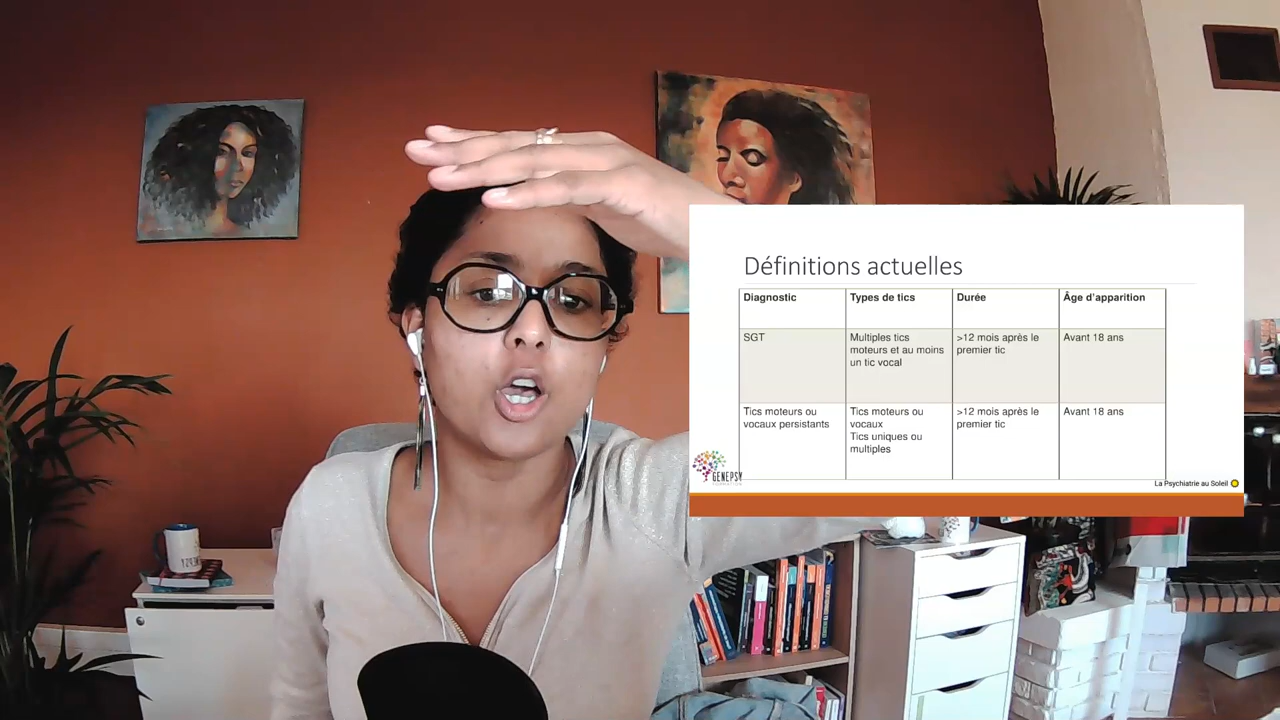 Définitions actuelles
Diagnostic
Types de tics
Durée
Âge d'apparition
SGT
Multiples tics
moteurs et au moins
un tic vocal
>12 mois après le
premier tic
Avant 18 ans
Tics moteurs ou
vocaux persistants
Tics moteurs ou
vocaux
Tics uniques ou
multiples
>12 mois après le
premier tic
Avant 18 ans
GENEPSY
FORMATION
La Psychiatrie au Soleil